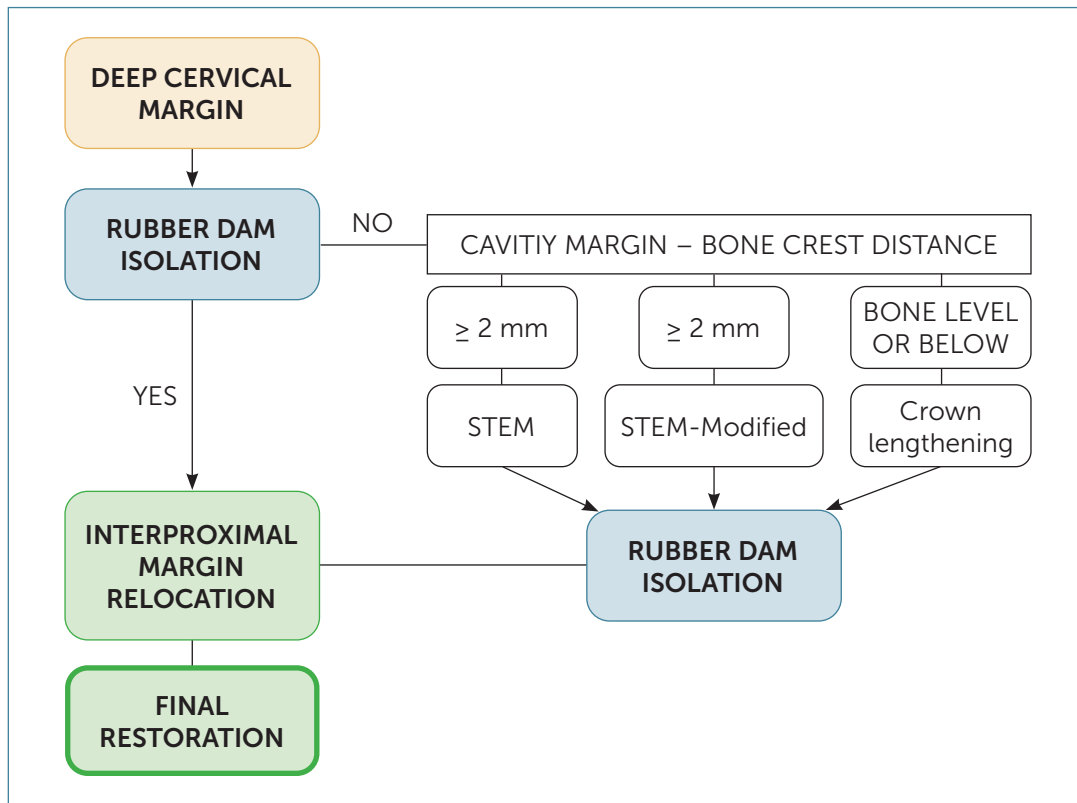 DEEP CERVICAL
MARGIN
RUBBER DAM
ISOLATION
NO
CAVITIY MARGIN – BONE CREST DISTANCE
≥ 2 mm
≥ 2 mm
BONE LEVEL
OR BELOW
YES
STEM
STEM-Modified
Crown
lengthening
INTERPROXIMAL
MARGIN
RELOCATION
RUBBER DAM
ISOLATION
FINAL
RESTORATION